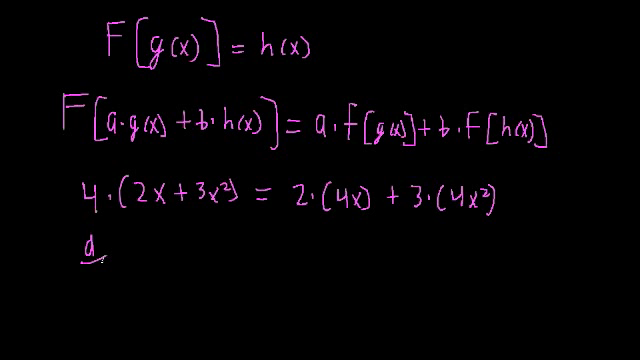 F[g(x)] = h(x)
F[a·g(x) + b·h(x)] = a·F[g(x)] + b·F[h(x)]
4·(2x + 3x²) = 2·(4x) + 3·(4x²)
d